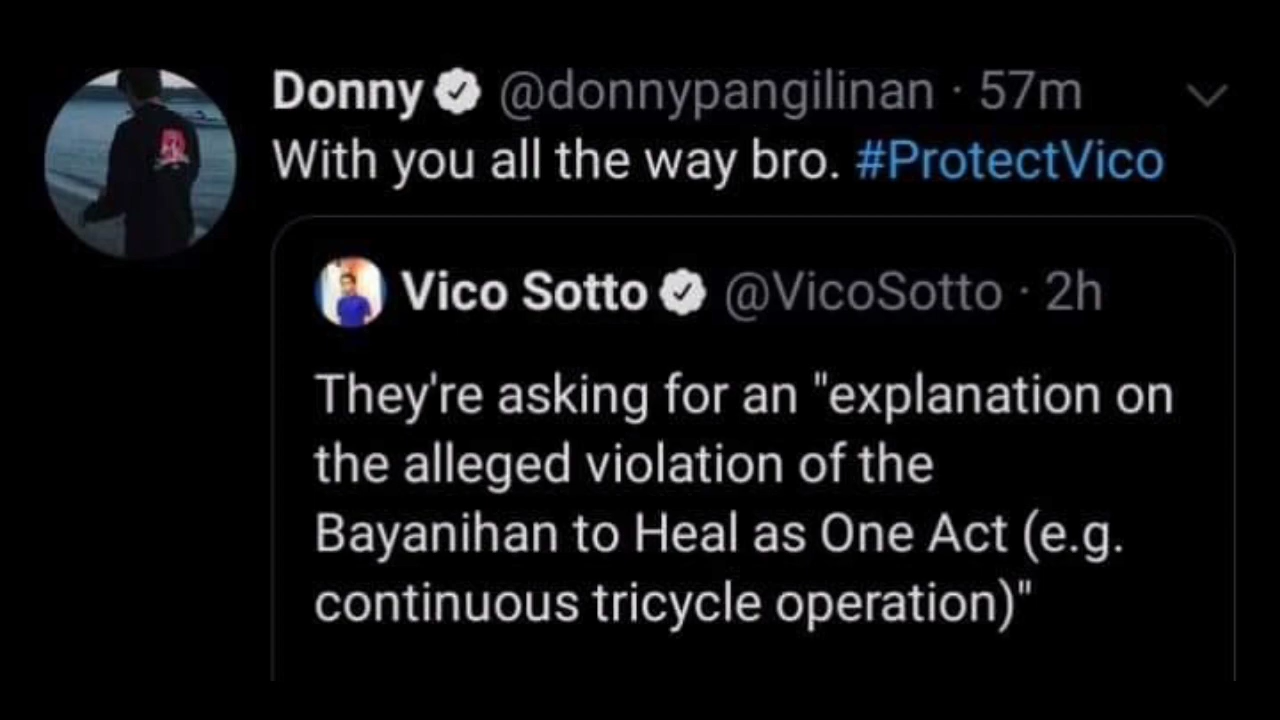 Donny @donnypangilinan · 57m
With you all the way bro. #ProtectVico
Vico Sotto @VicoSotto · 2h
They're asking for an "explanation on
the alleged violation of the
Bayanihan to Heal as One Act (e.g.
continuous tricycle operation)"